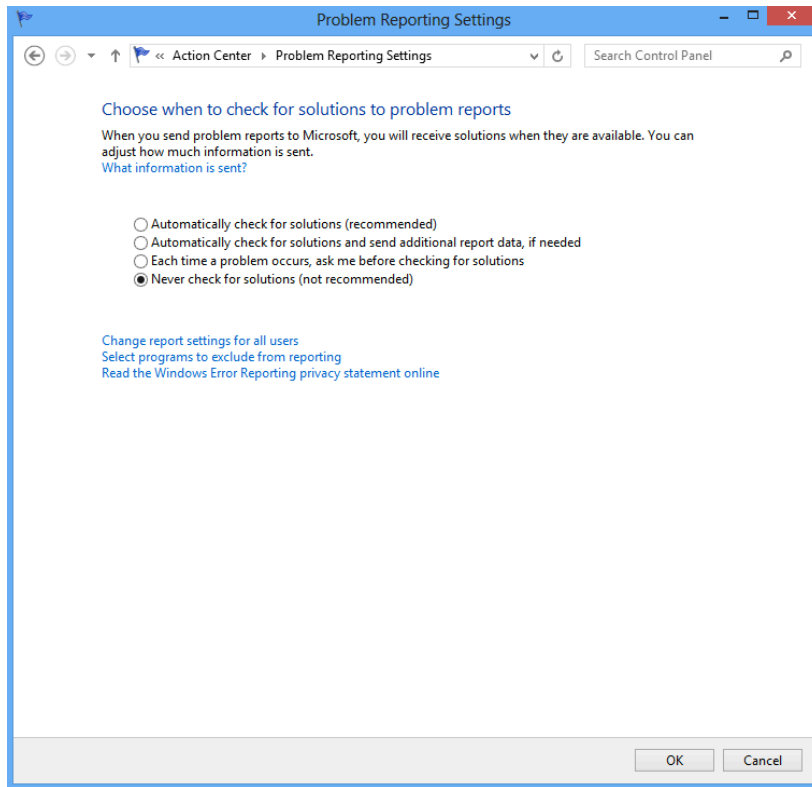 Problem Reporting Settings
« Action Center Problem Reporting Settings
Search Control Panel
Choose when to check for solutions to problem reports
When you send problem reports to Microsoft, you will receive solutions when they are available. You can
adjust how much information is sent.
What information is sent?
Automatically check for solutions (recommended)
Automatically check for solutions and send additional report data, if needed
Each time a problem occurs, ask me before checking for solutions
Never check for solutions (not recommended)
Change report settings for all users
Select programs to exclude from reporting
Read the Windows Error Reporting privacy statement online
OK
Cancel